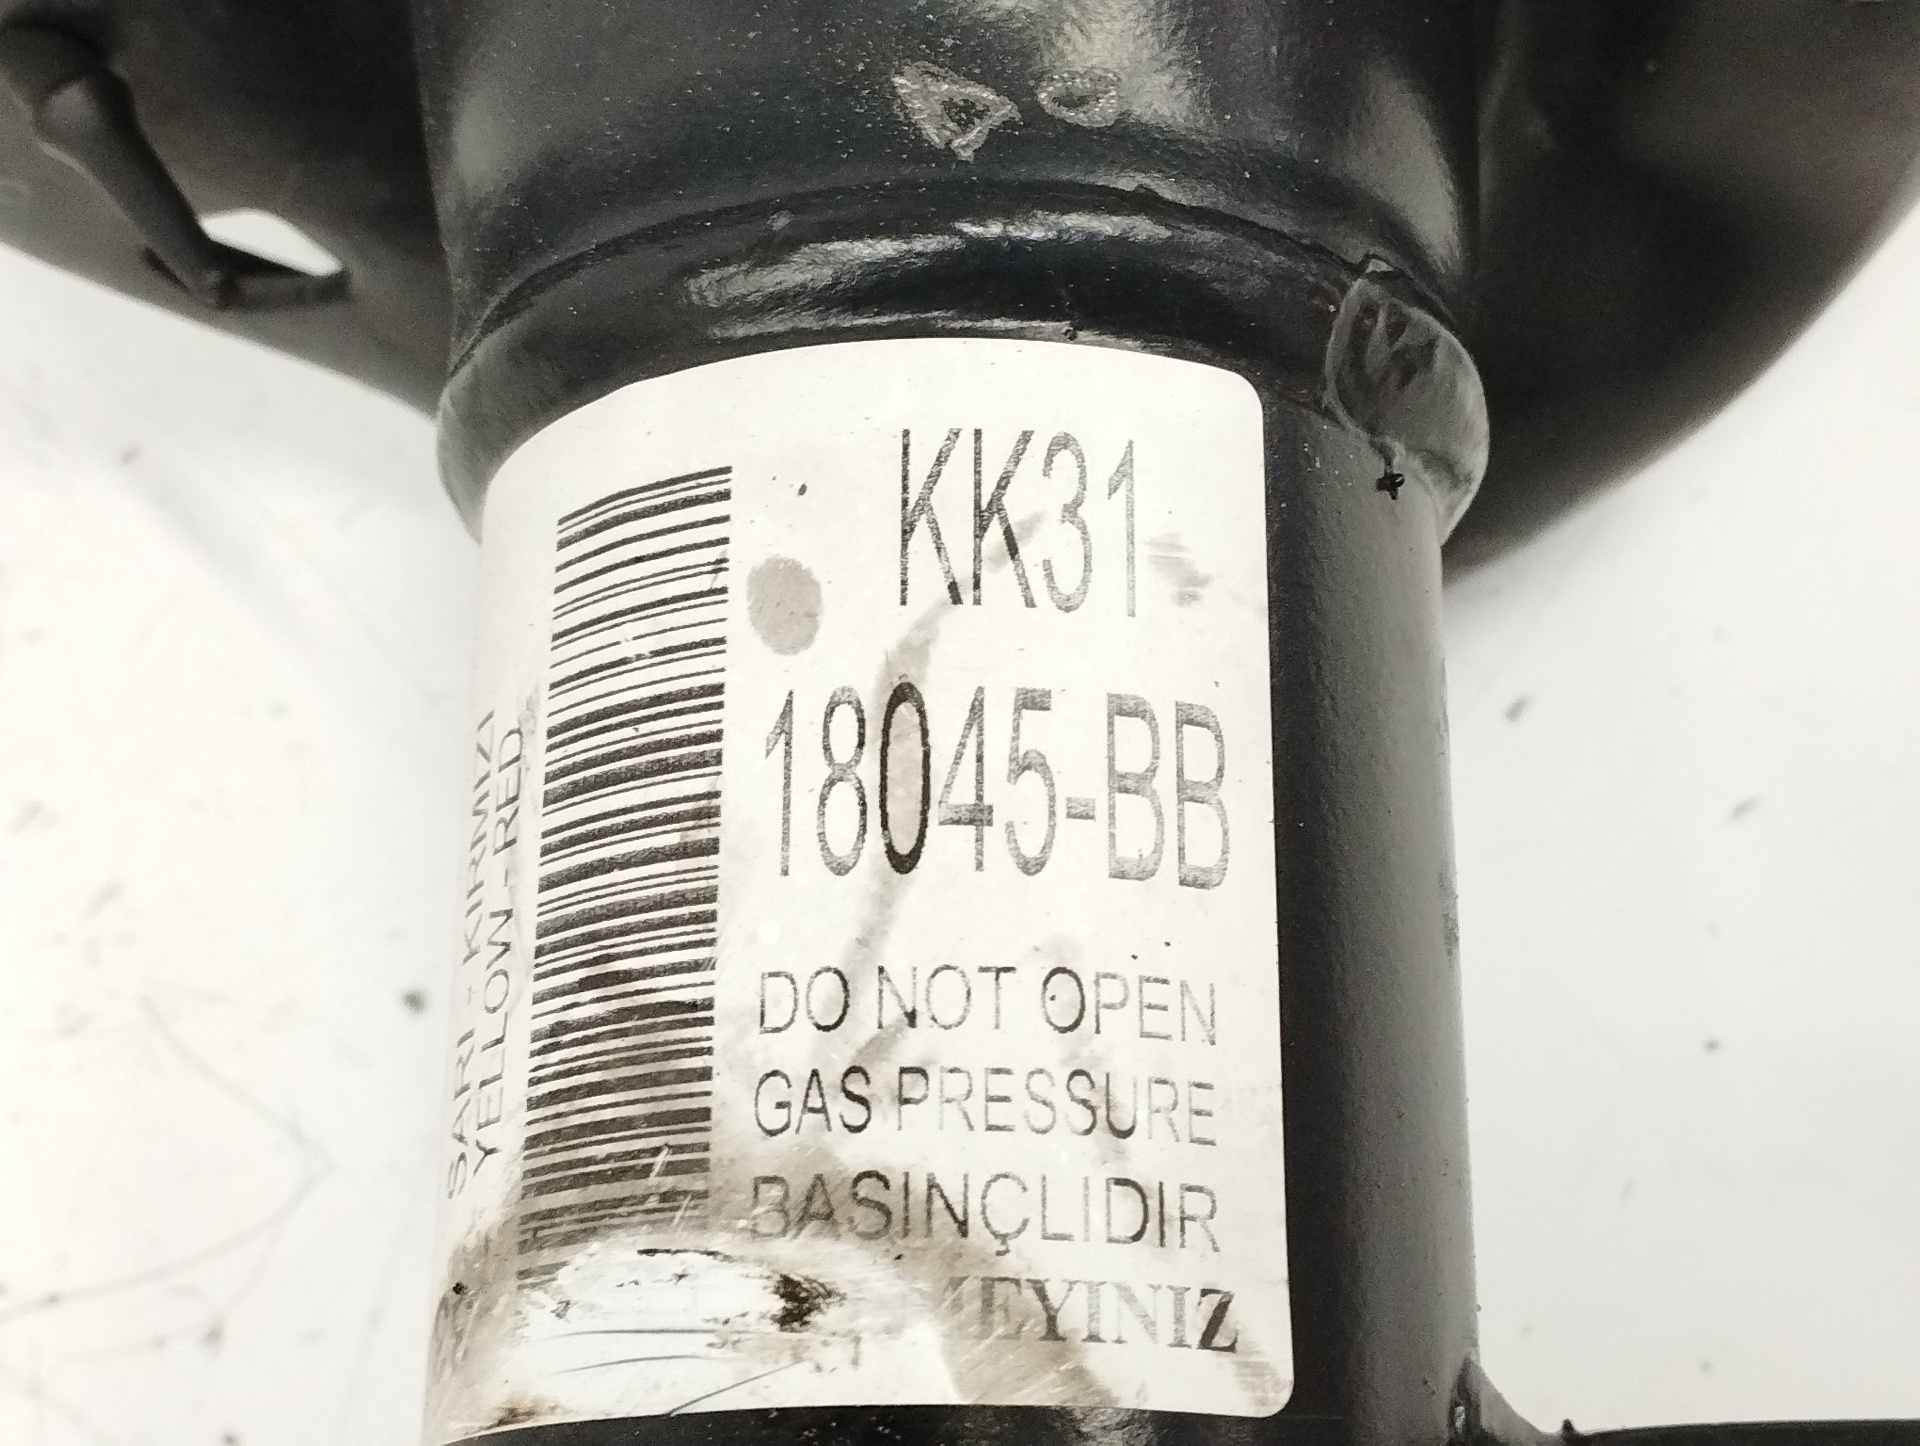 KK31
18045-BB
DO NOT OPEN
GAS PRESSURE
BASINÇLIDIR
SARI - KIRMIZI
YELLOW - RED